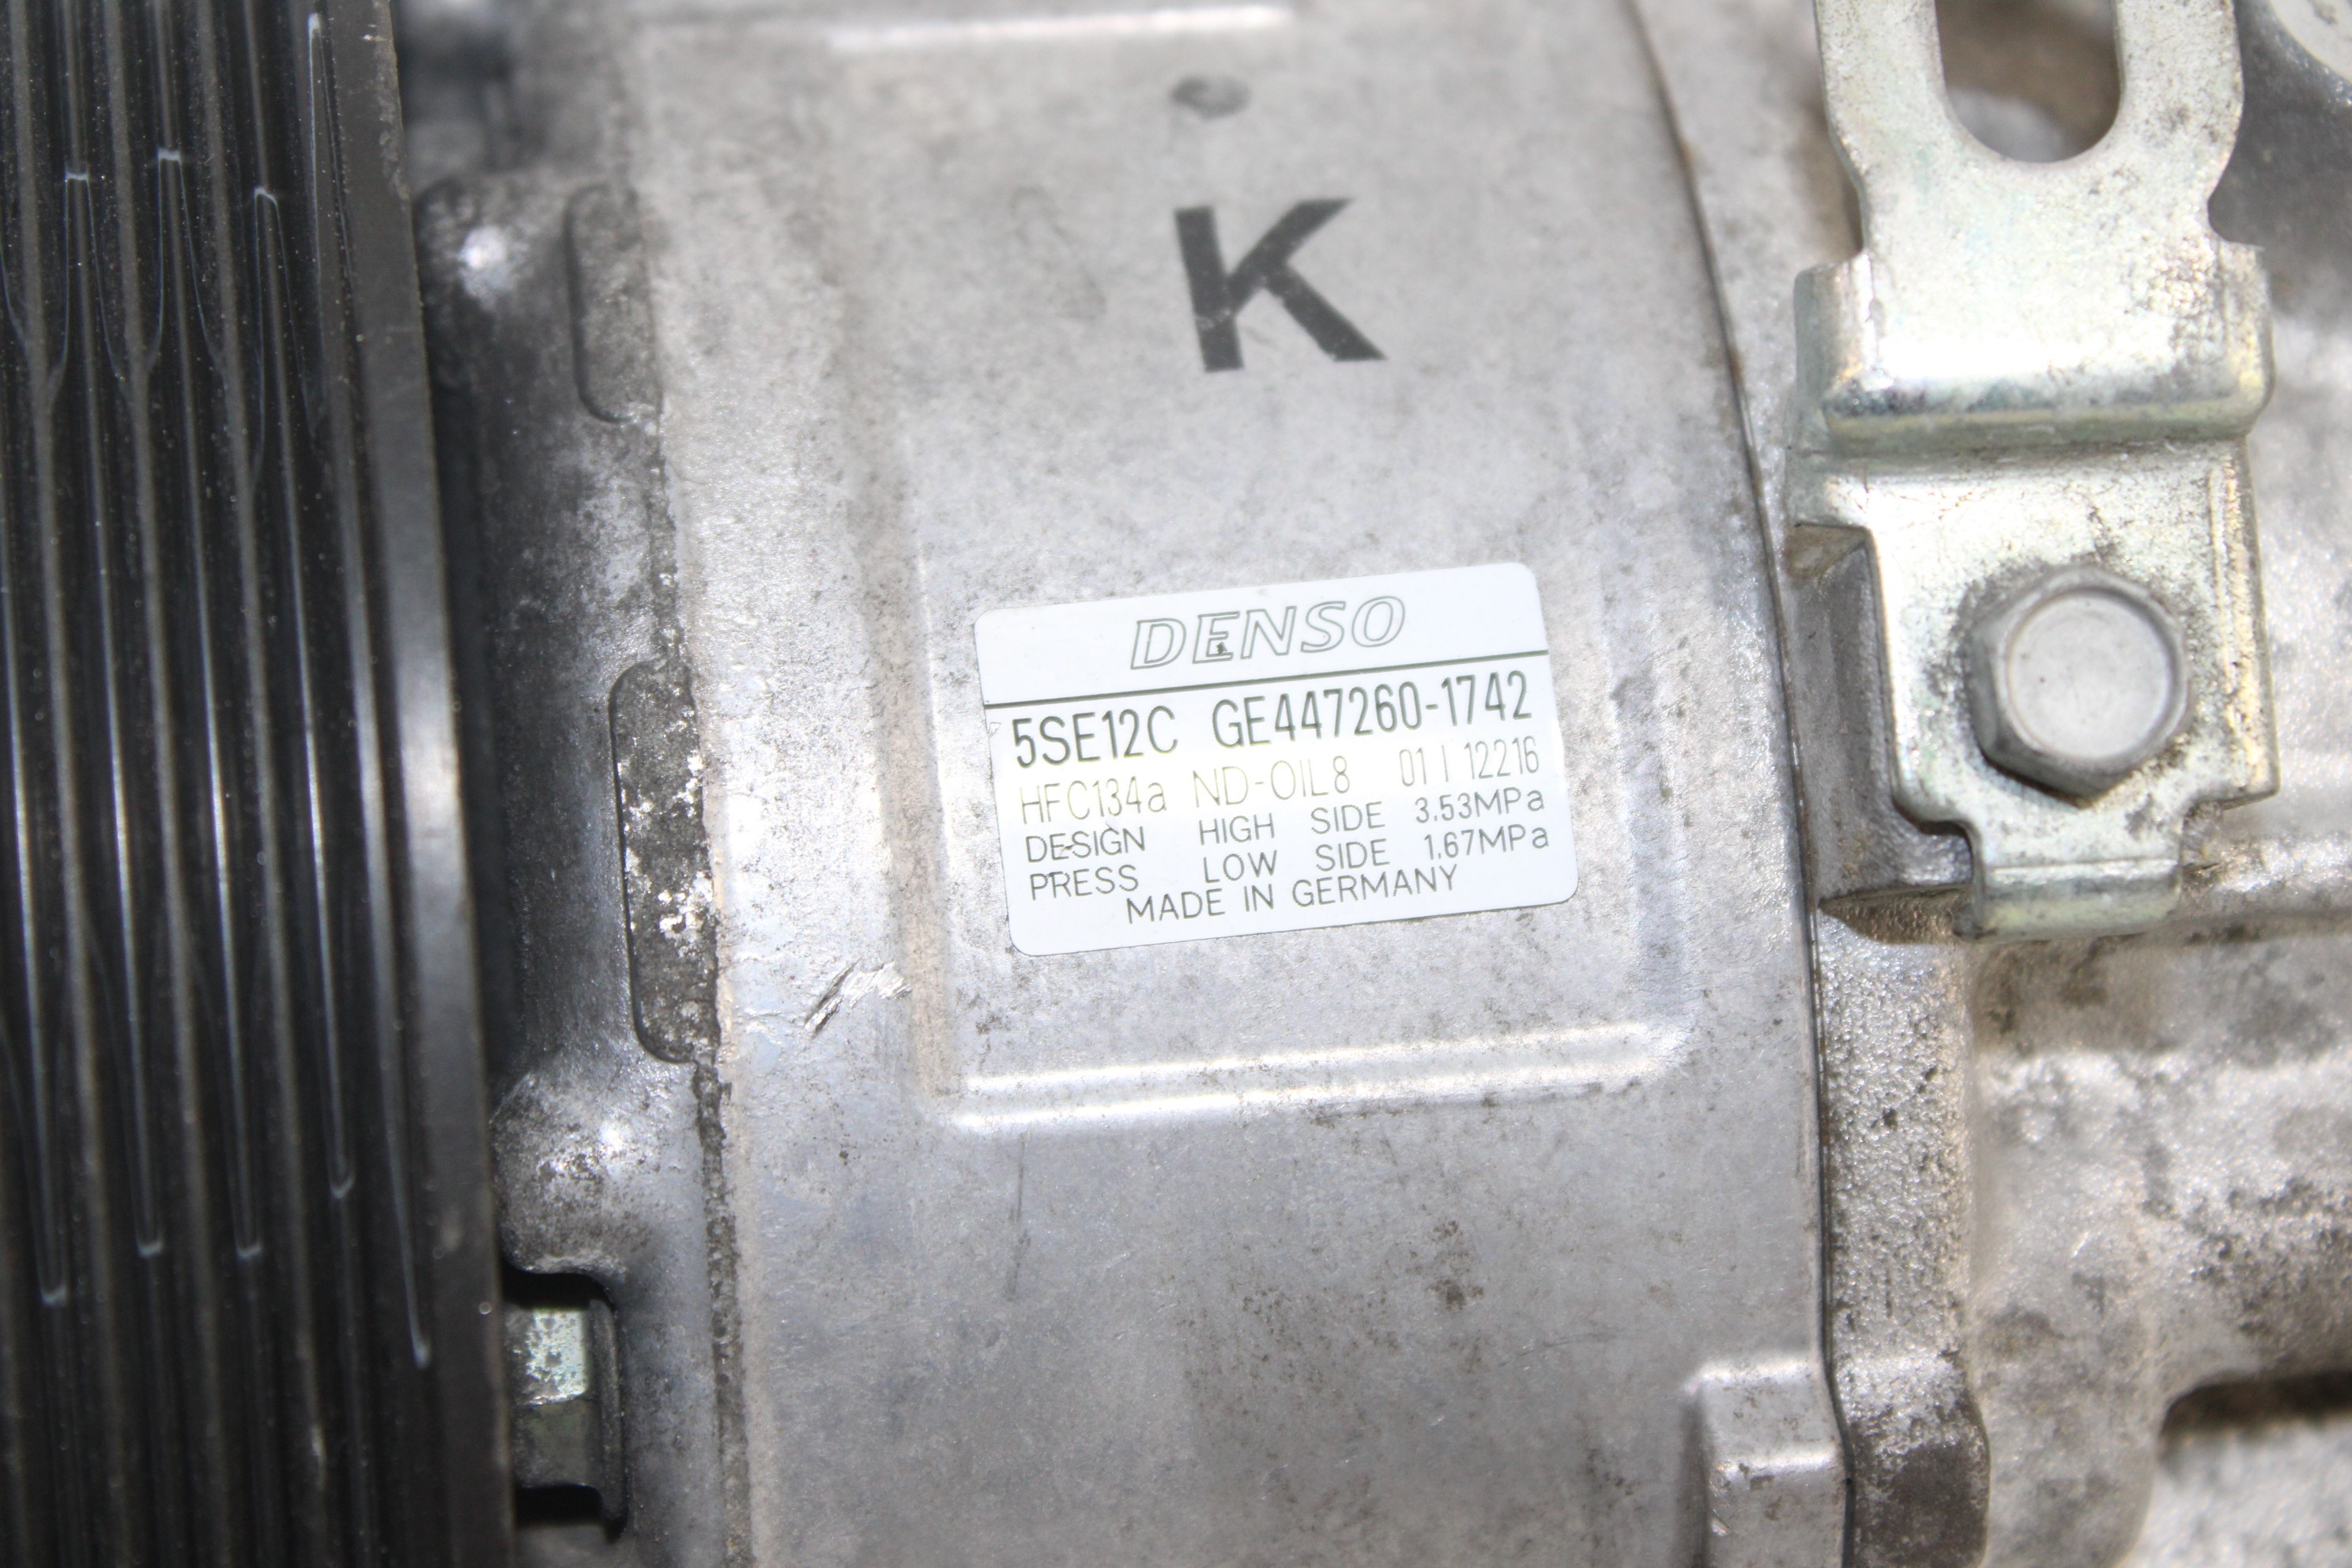 K
DENSO
5SE12C GE447260-1742
HFC134a ND-OIL8 01 I 12216
DESIGN HIGH SIDE 3.53MPa
PRESS LOW SIDE 1.67MPa
MADE IN GERMANY